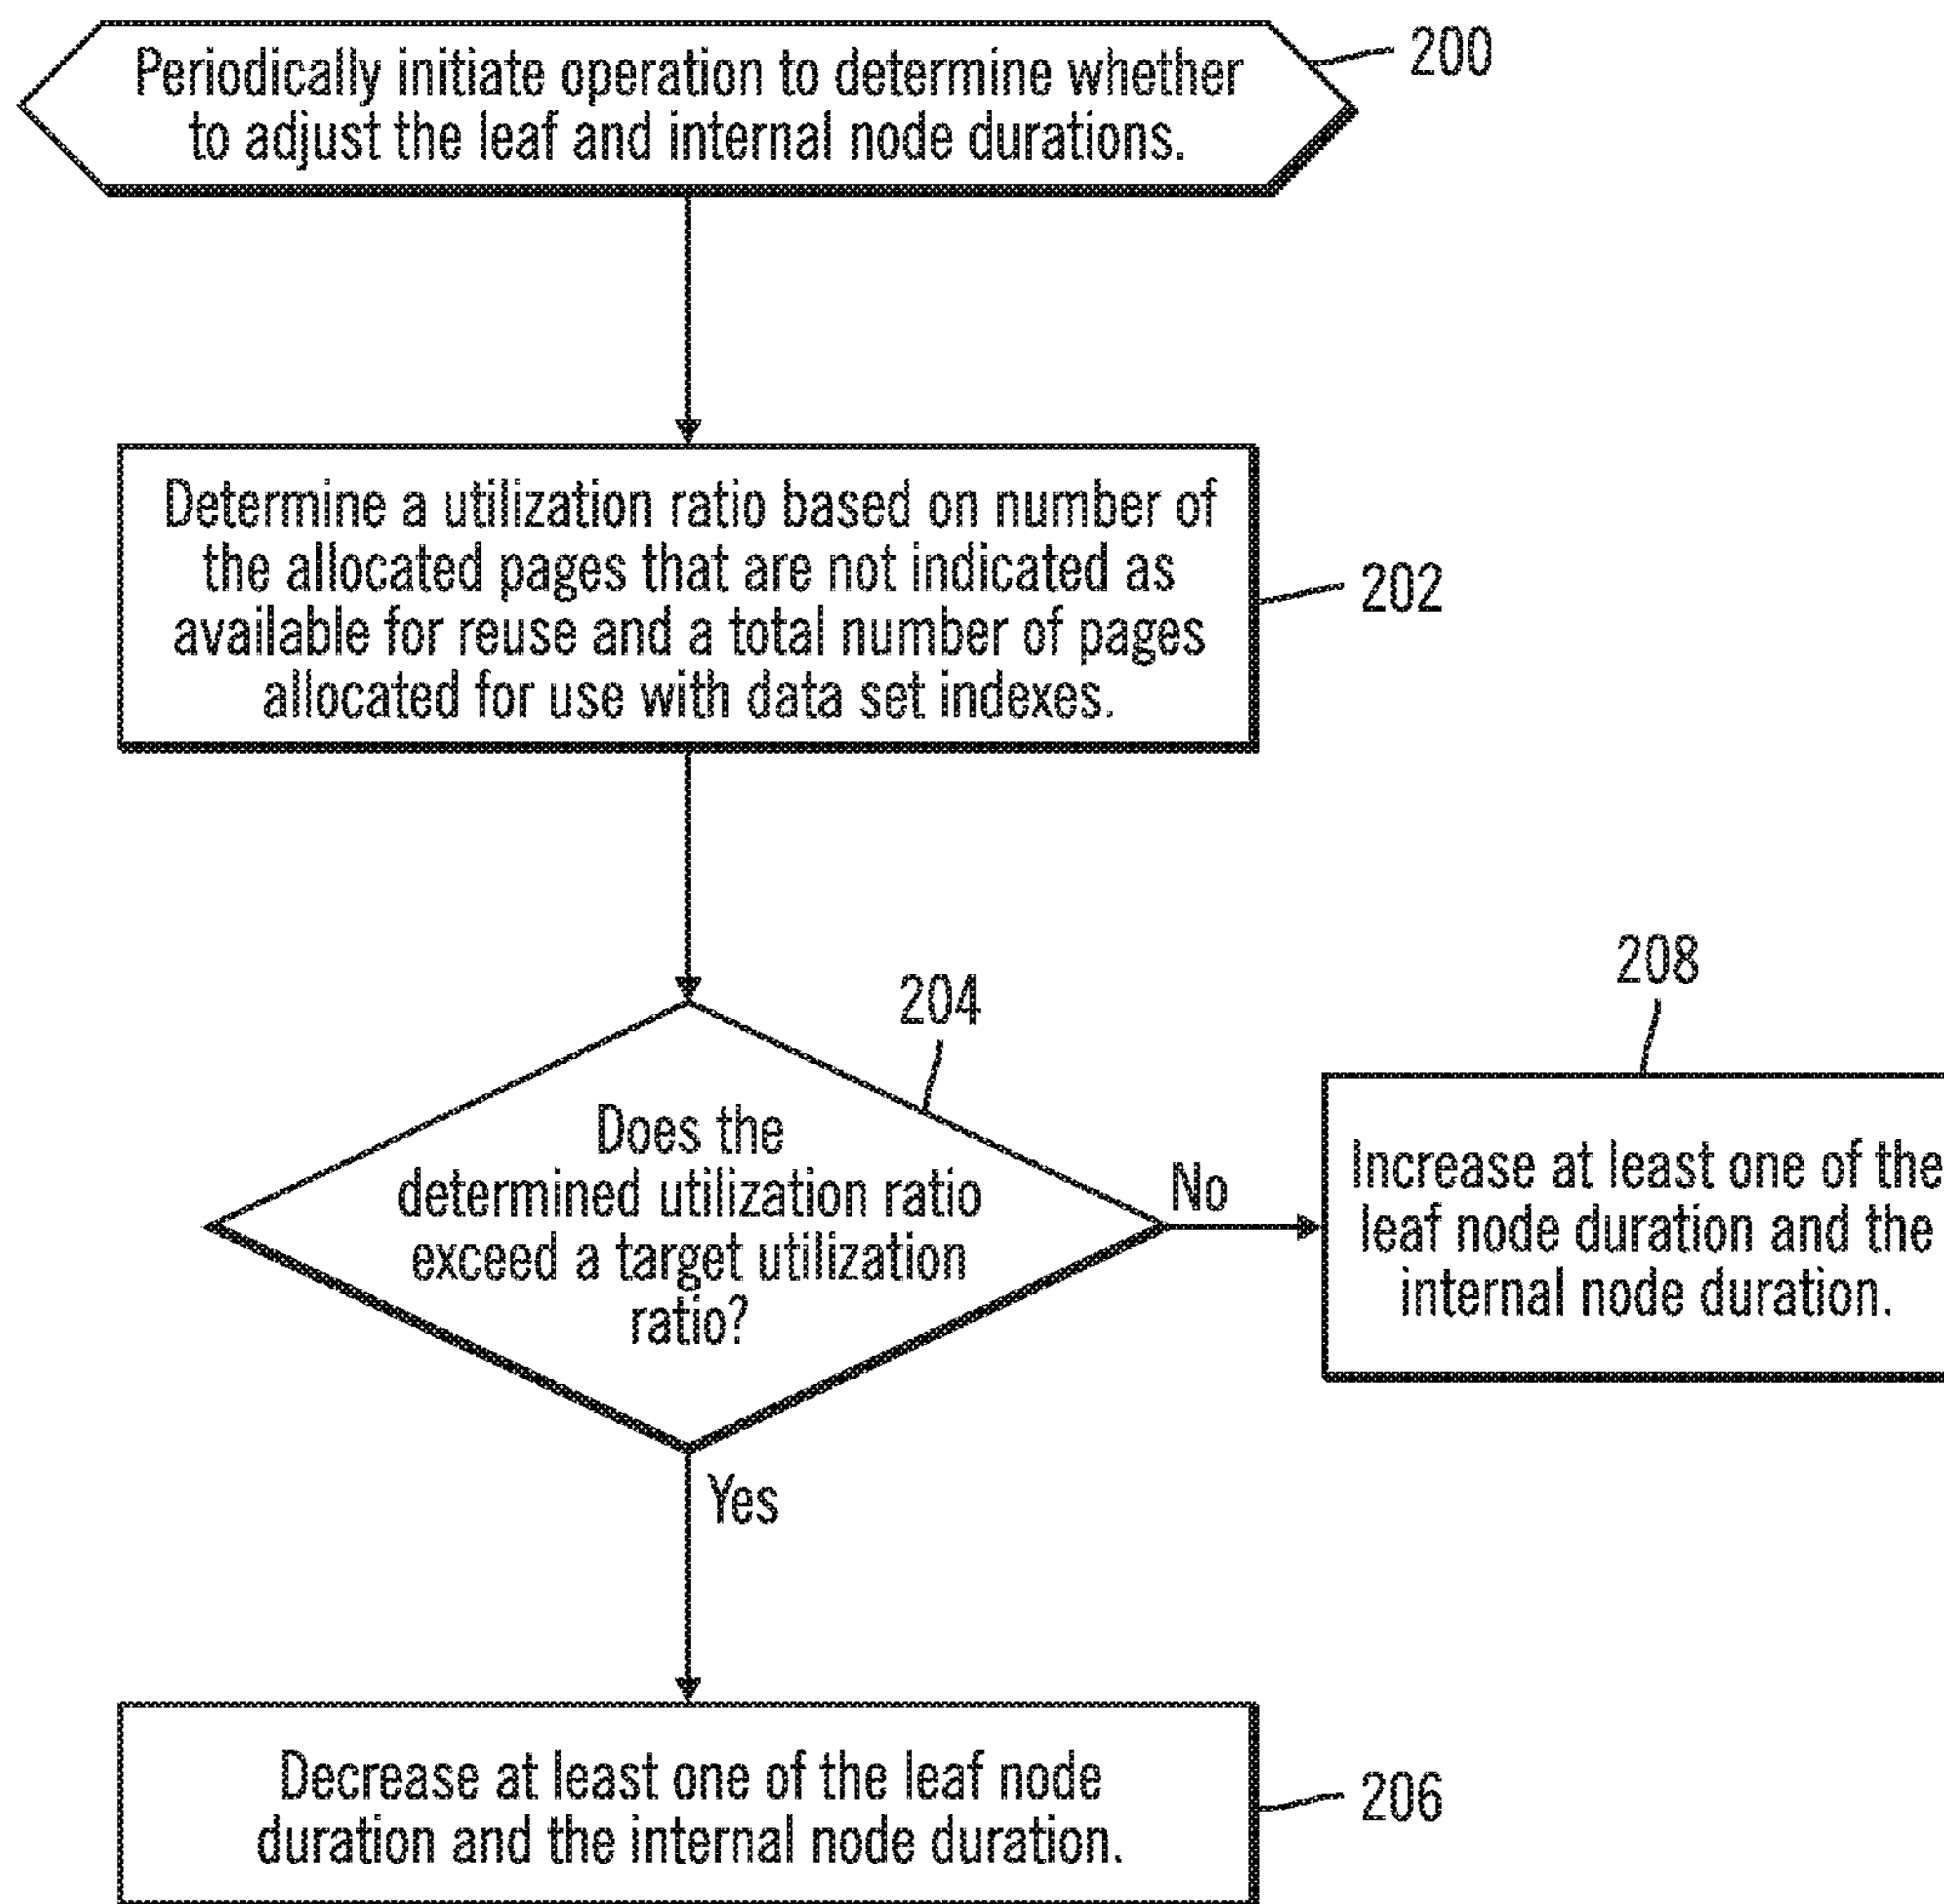 Periodically initiate operation to determine whether
to adjust the leaf and internal node durations.
200
Determine a utilization ratio based on number of
the allocated pages that are not indicated as
available for reuse and a total number of pages
allocated for use with data set indexes.
202
204
Does the
determined utilization ratio
exceed a target utilization
ratio?
No
208
Increase at least one of the
leaf node duration and the
internal node duration.
Yes
Decrease at least one of the leaf node
duration and the internal node duration.
206